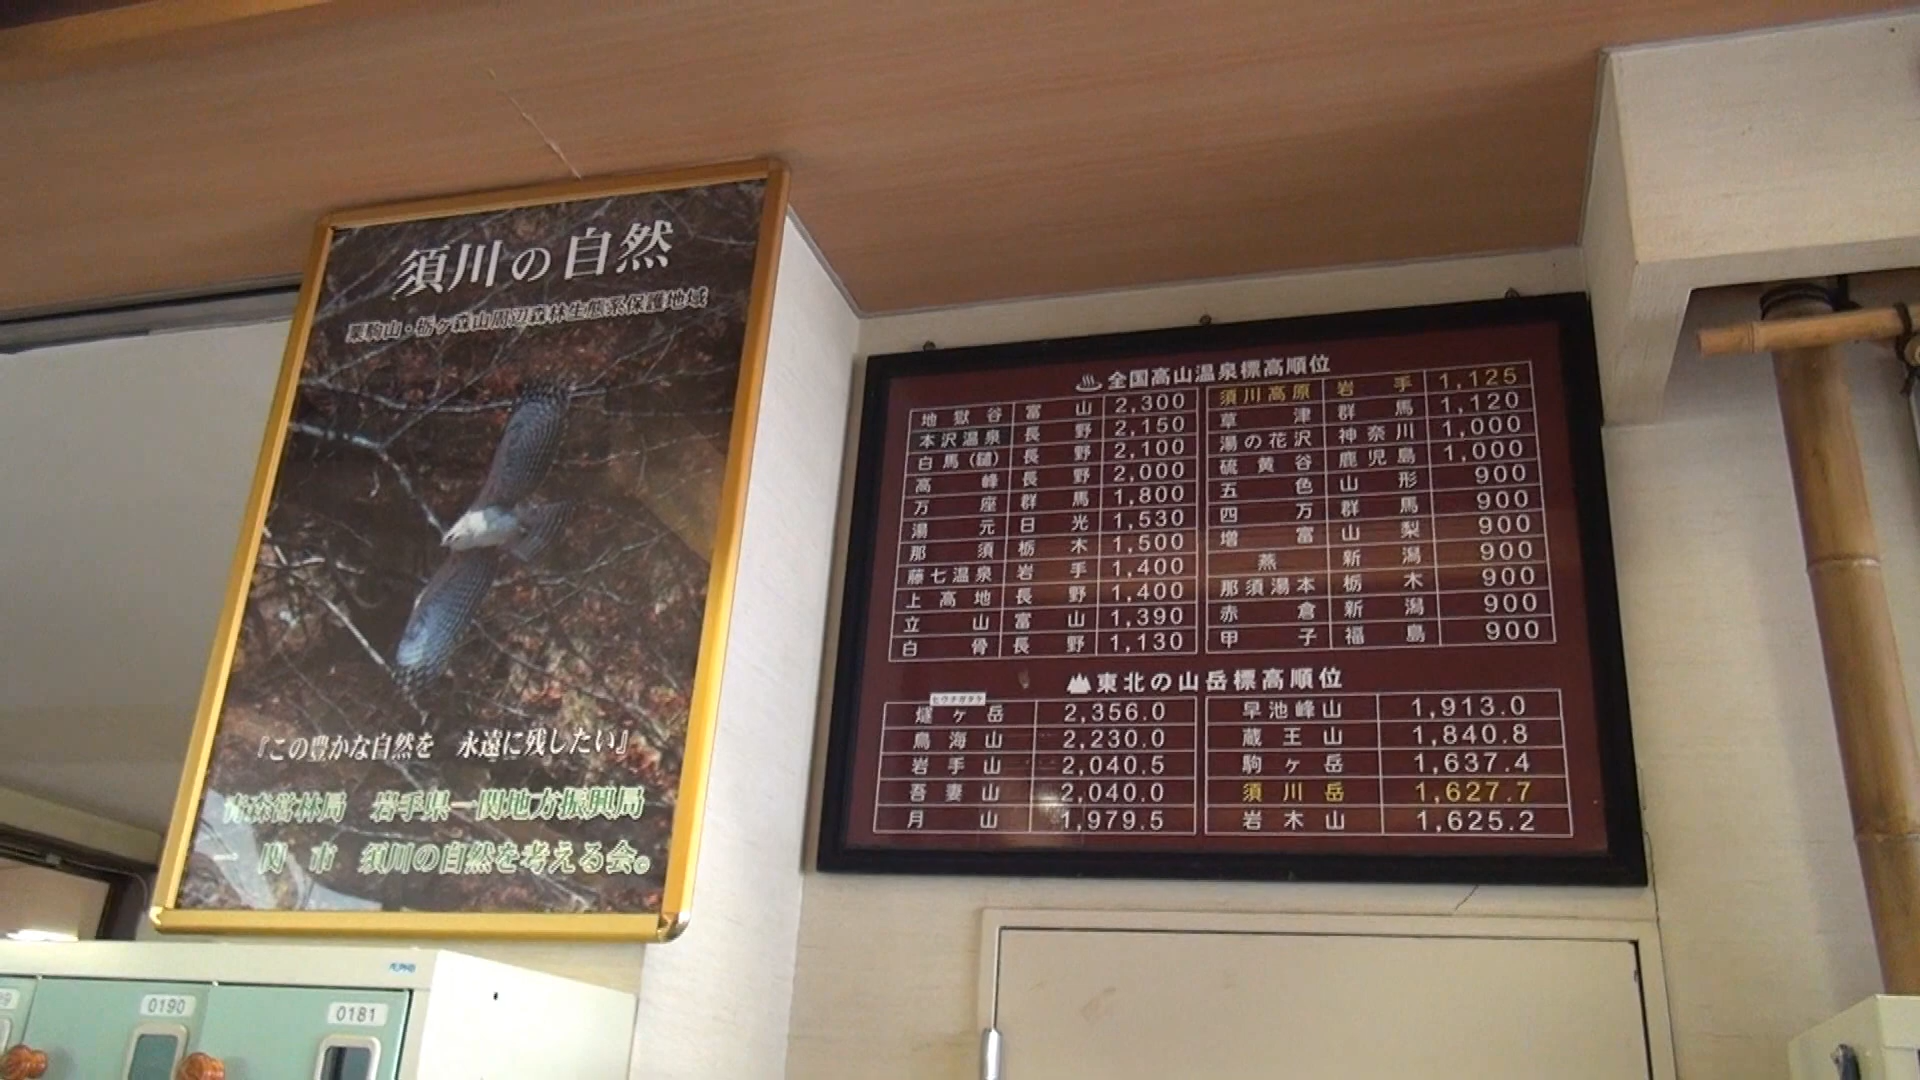 須川の自然
栗駒山・栃ヶ森山周辺森林生態系保護地域
『この豊かな自然を 永遠に残したい』
青森営林局 岩手県一関地方振興局
一関市 須川の自然を考える会©
全国高山温泉標高順位
地獄谷 富山 2,300
本沢温泉 長野 2,150
白馬(鑓) 長野 2,100
高峰 長野 2,000
万座 群馬 1,800
湯元 日光 1,530
那須 栃木 1,500
藤七温泉 岩手 1,400
上高地 長野 1,400
立山 富山 1,390
白骨 長野 1,130
須川高原 岩手 1,125
草津 群馬 1,120
湯の花沢 神奈川 1,000
硫黄谷 鹿児島 1,000
五色 山形 900
四万 群馬 900
増富 山梨 900
燕 新潟 900
那須湯本 栃木 900
赤倉 新潟 900
甲子 福島 900
東北の山岳標高順位
ヒウチガタケ
燧ヶ岳 2,356.0
鳥海山 2,230.0
岩手山 2,040.5
吾妻山 2,040.0
月山 1,979.5
早池峰山 1,913.0
蔵王山 1,840.8
駒ヶ岳 1,637.4
須川岳 1,627.7
岩木山 1,625.2
ALPHA
0190
0181